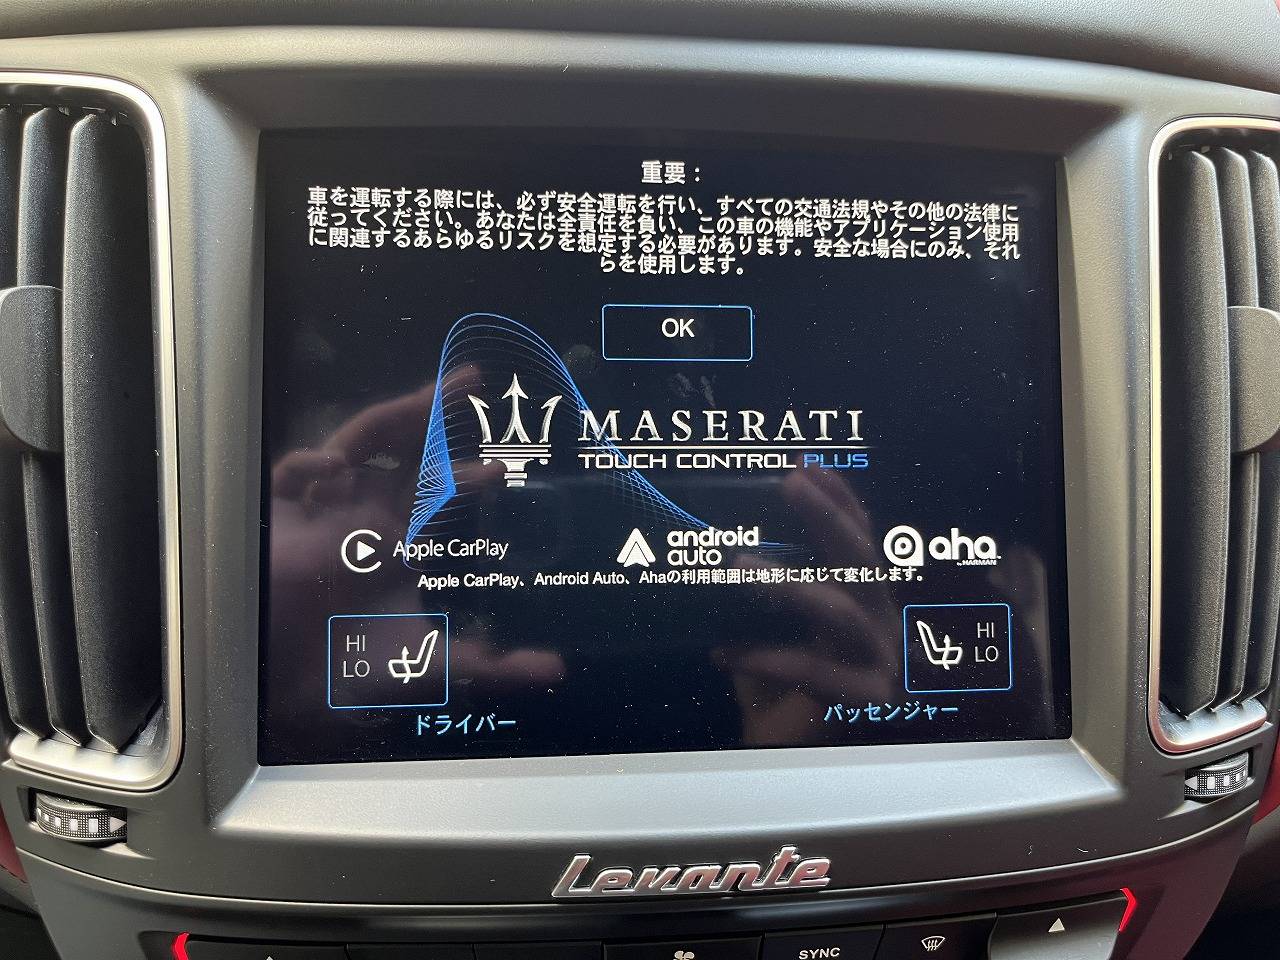 重要：
車を運転する際には、必ず安全運転を行い、すべての交通法規やその他の法律に
従ってください。あなたは全責任を負い、この車の機能やアプリケーション使用
に関連するあらゆるリスクを想定する必要があります。安全な場合にのみ、それ
らを使用します。
OK
MASERATI
TOUCH CONTROL PLUS
Apple CarPlay
android
auto
aha
by HARMAN
Apple CarPlay、Android Auto、Ahaの利用範囲は地形に応じて変化します。
HI
LO
HI
LO
ドライバー
パッセンジャー
Levante
SYNC